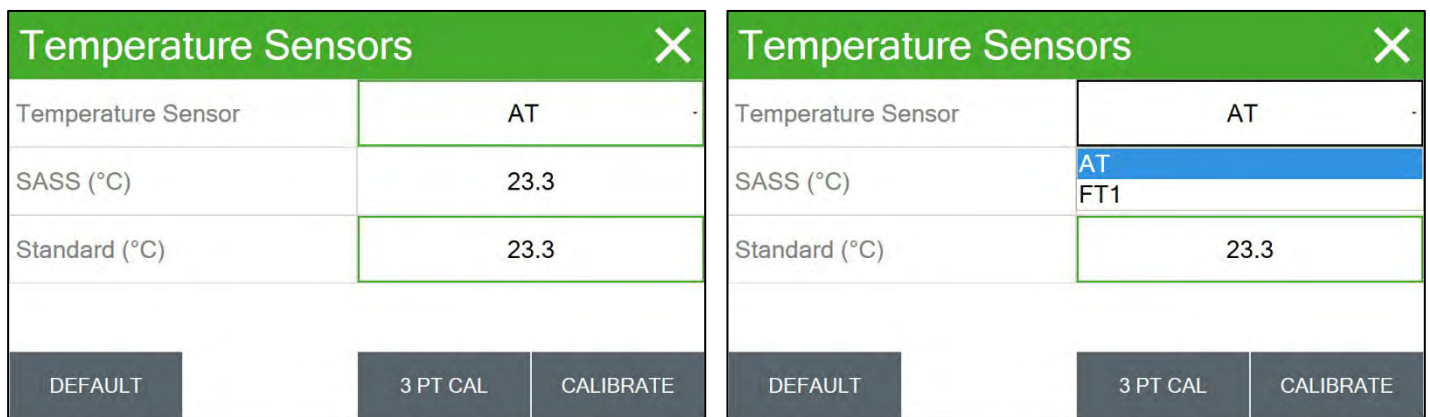 Temperature Sensors
Temperature Sensor AT
SASS (°C) 23.3
Standard (°C) 23.3
DEFAULT 3 PT CAL CALIBRATE
Temperature Sensors
Temperature Sensor AT
AT
SASS (°C)
FT1
Standard (°C) 23.3
DEFAULT 3 PT CAL CALIBRATE